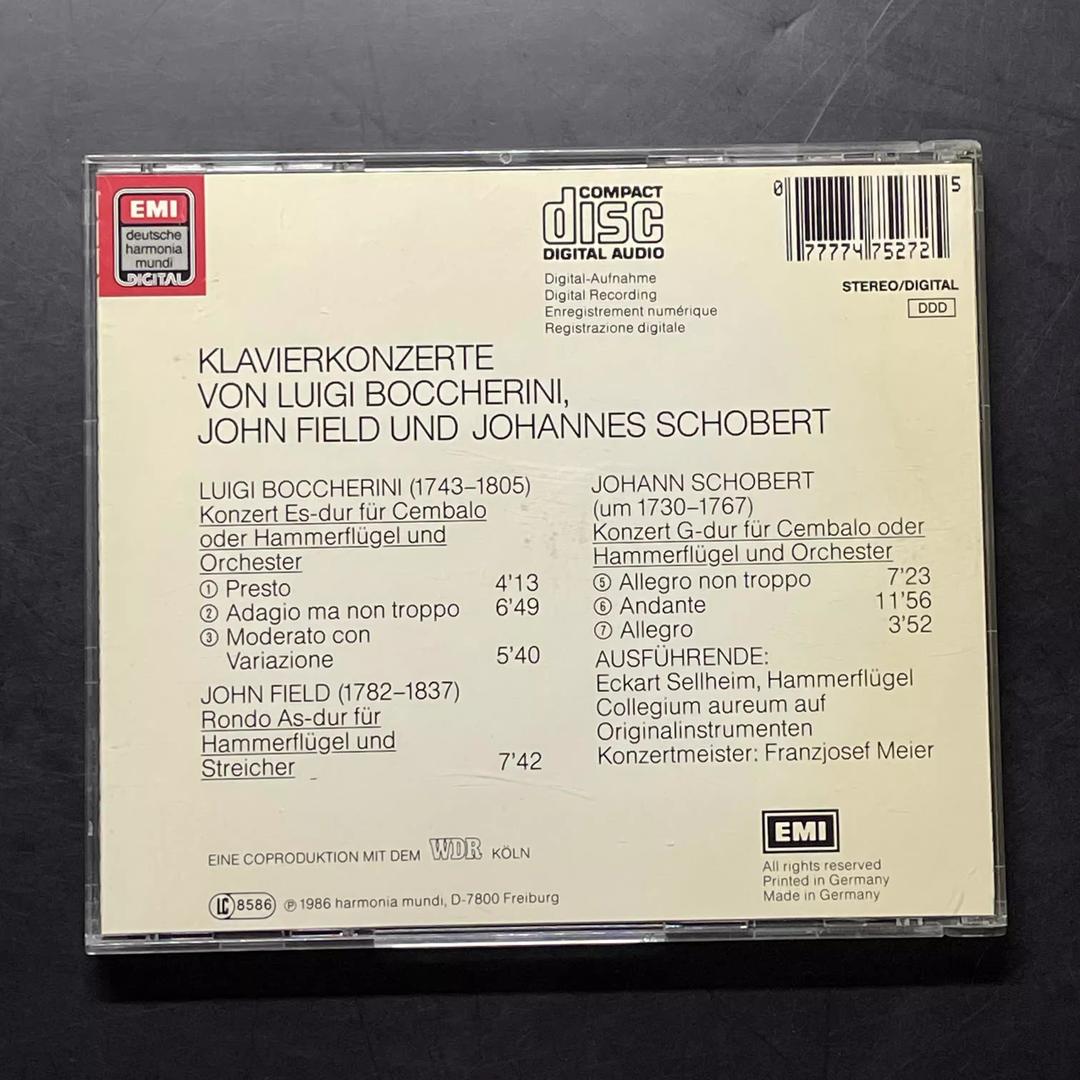 EMI
deutsche
harmonia
mundi
DIGITAL
COMPACT
disc
DIGITAL AUDIO
Digital-Aufnahme
Digital Recording
Enregistrement numérique
Registrazione digitale
0 77774 75272 5
STEREO/DIGITAL
DDD
KLAVIERKONZERTE
VON LUIGI BOCCHERINI,
JOHN FIELD UND JOHANNES SCHOBERT
LUIGI BOCCHERINI (1743–1805)
Konzert Es-dur für Cembalo
oder Hammerflügel und
Orchester
① Presto 4'13
② Adagio ma non troppo 6'49
③ Moderato con
Variazione 5'40
JOHN FIELD (1782–1837)
Rondo As-dur für
Hammerflügel und
Streicher 7'42
JOHANN SCHOBERT
(um 1730–1767)
Konzert G-dur für Cembalo oder
Hammerflügel und Orchester
⑤ Allegro non troppo 7'23
⑥ Andante 11'56
⑦ Allegro 3'52
AUSFÜHRENDE:
Eckart Sellheim, Hammerflügel
Collegium aureum auf
Originalinstrumenten
Konzertmeister: Franzjosef Meier
EINE COPRODUKTION MIT DEM WDR KÖLN
LC 8586 ℗ 1986 harmonia mundi, D-7800 Freiburg
EMI
All rights reserved
Printed in Germany
Made in Germany